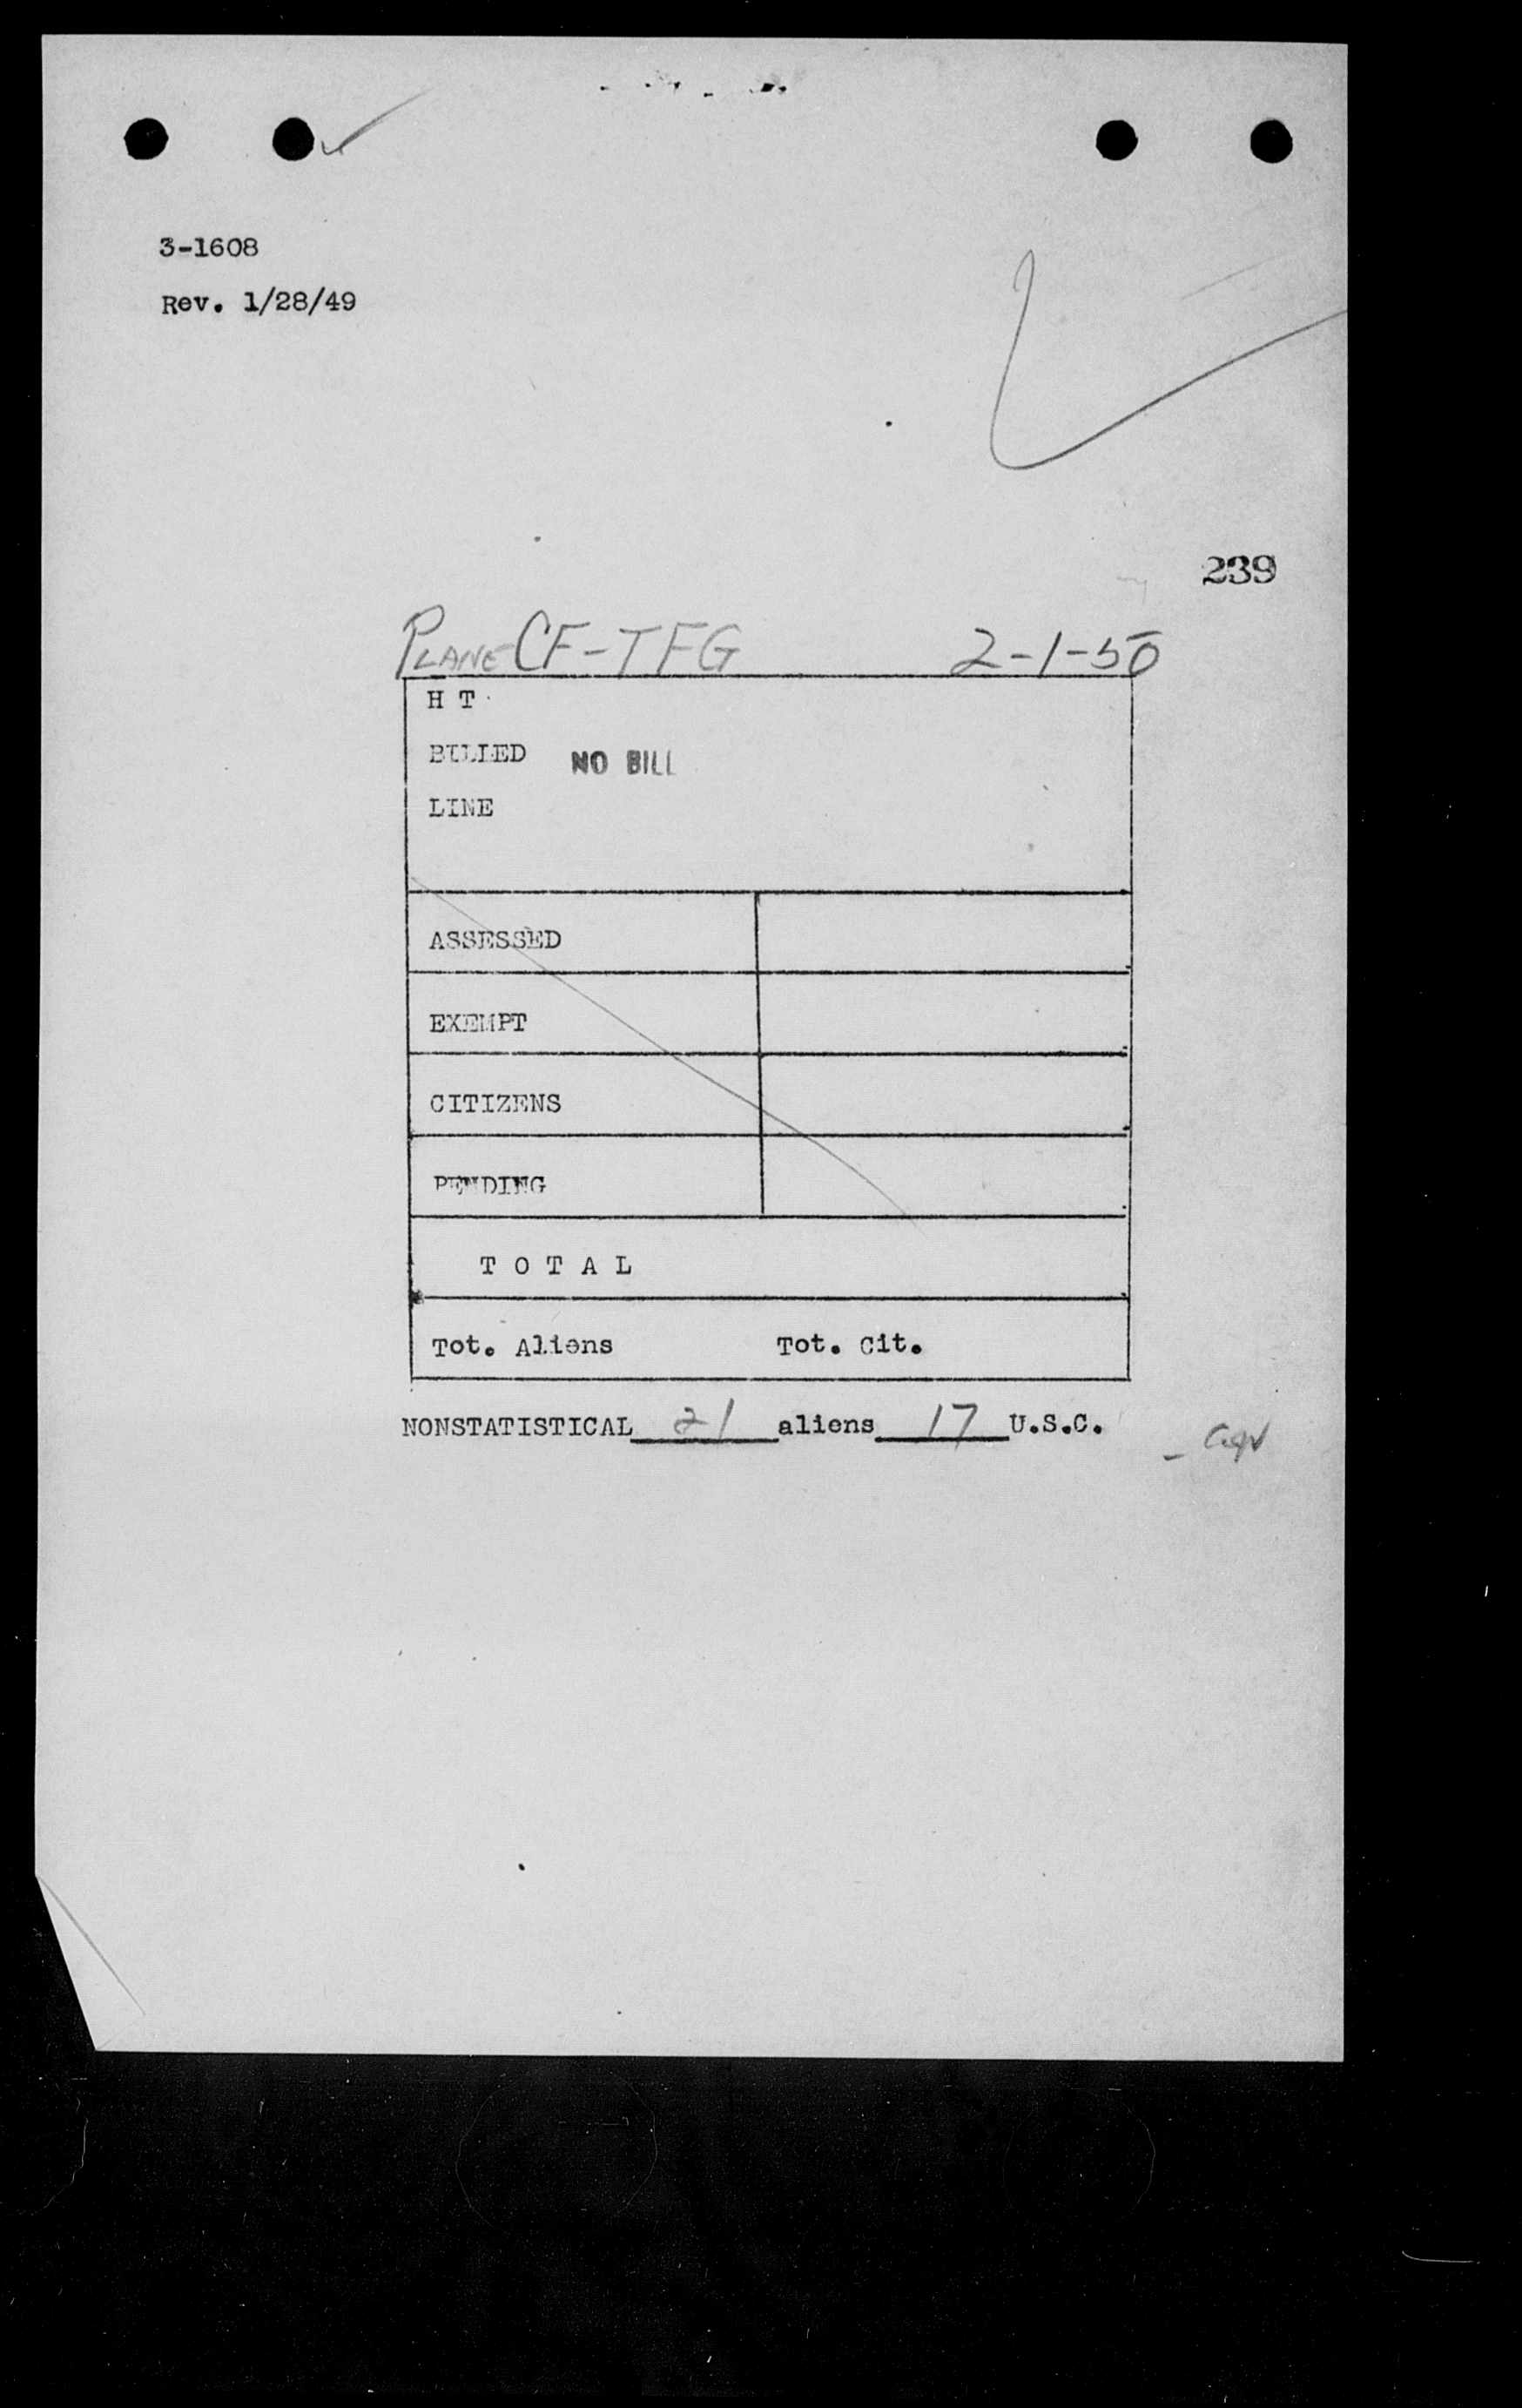 3-1608
Rev. 1/28/49
239
PLANE CF-TFG 2-1-50
H T
BILLED NO BILL
LINE
ASSESSED
EXEMPT
CITIZENS
PENDING
T O T A L
Tot. Aliens Tot. Cit.
NONSTATISTICAL 21 aliens 17 U.S.C.